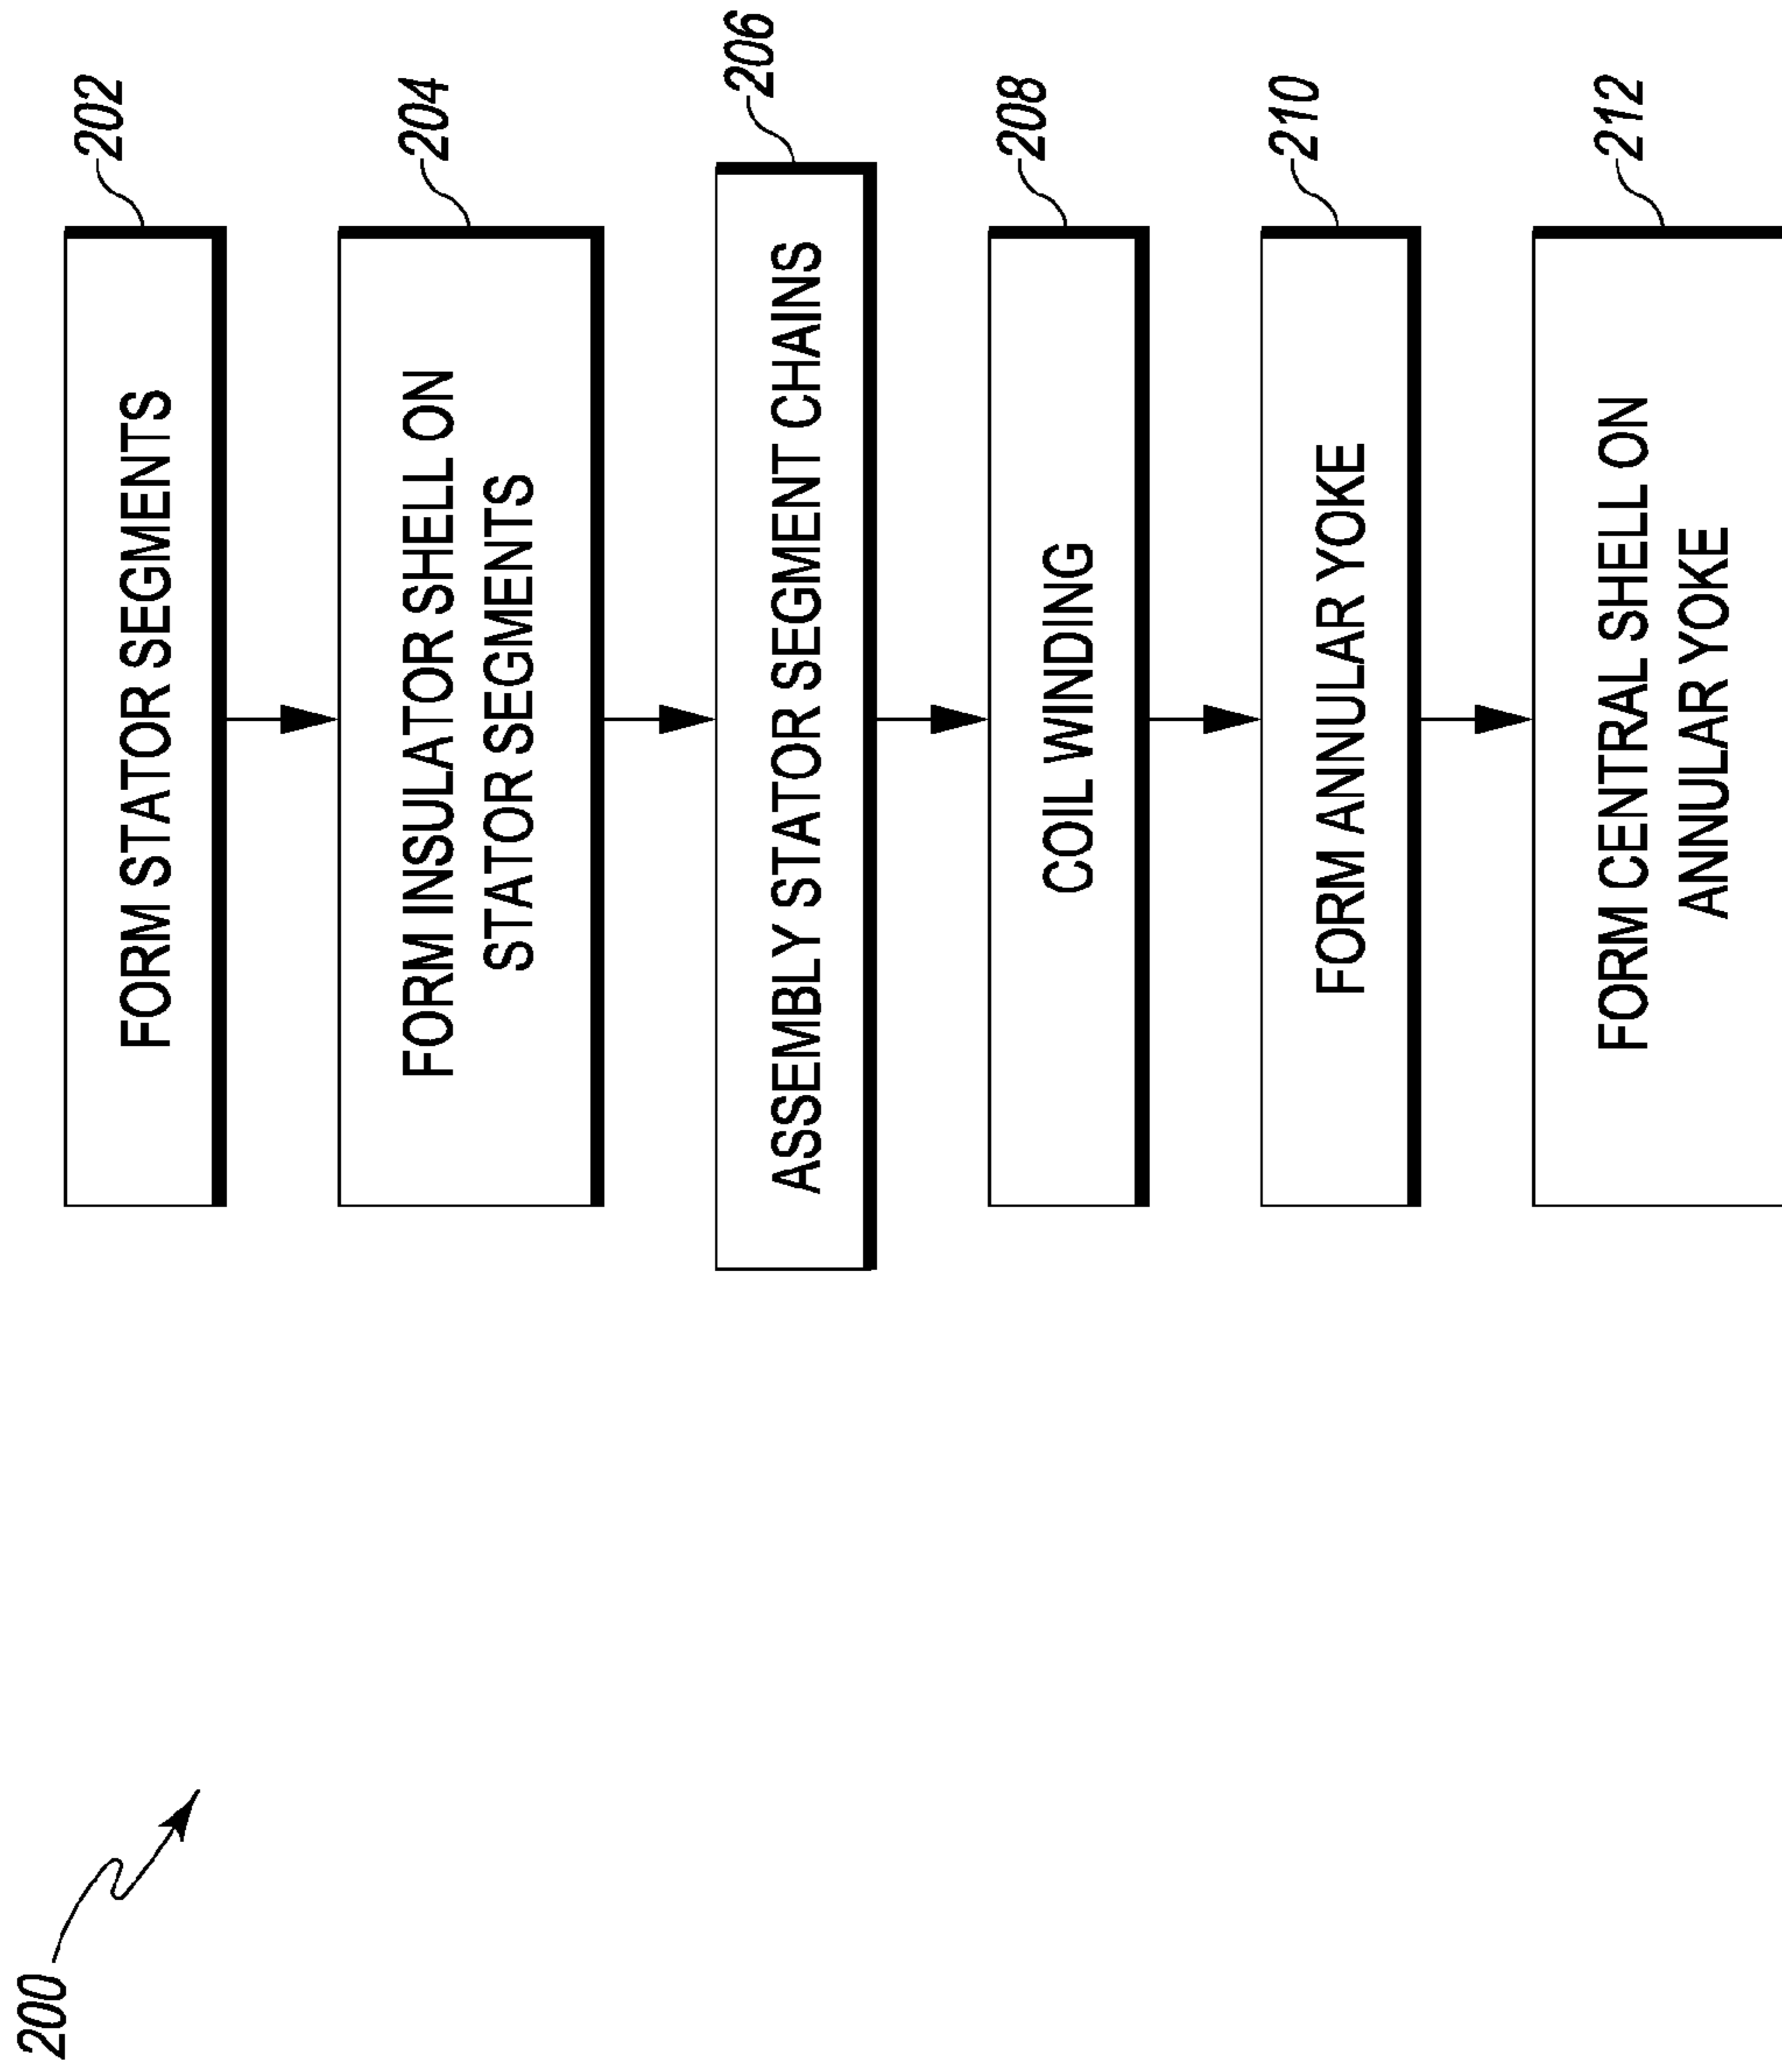 200
FORM STATOR SEGMENTS
202
FORM INSULATOR SHELL ON
STATOR SEGMENTS
204
ASSEMBLY STATOR SEGMENT CHAINS
206
COIL WINDING
208
FORM ANNULAR YOKE
210
FORM CENTRAL SHELL ON
ANNULAR YOKE
212